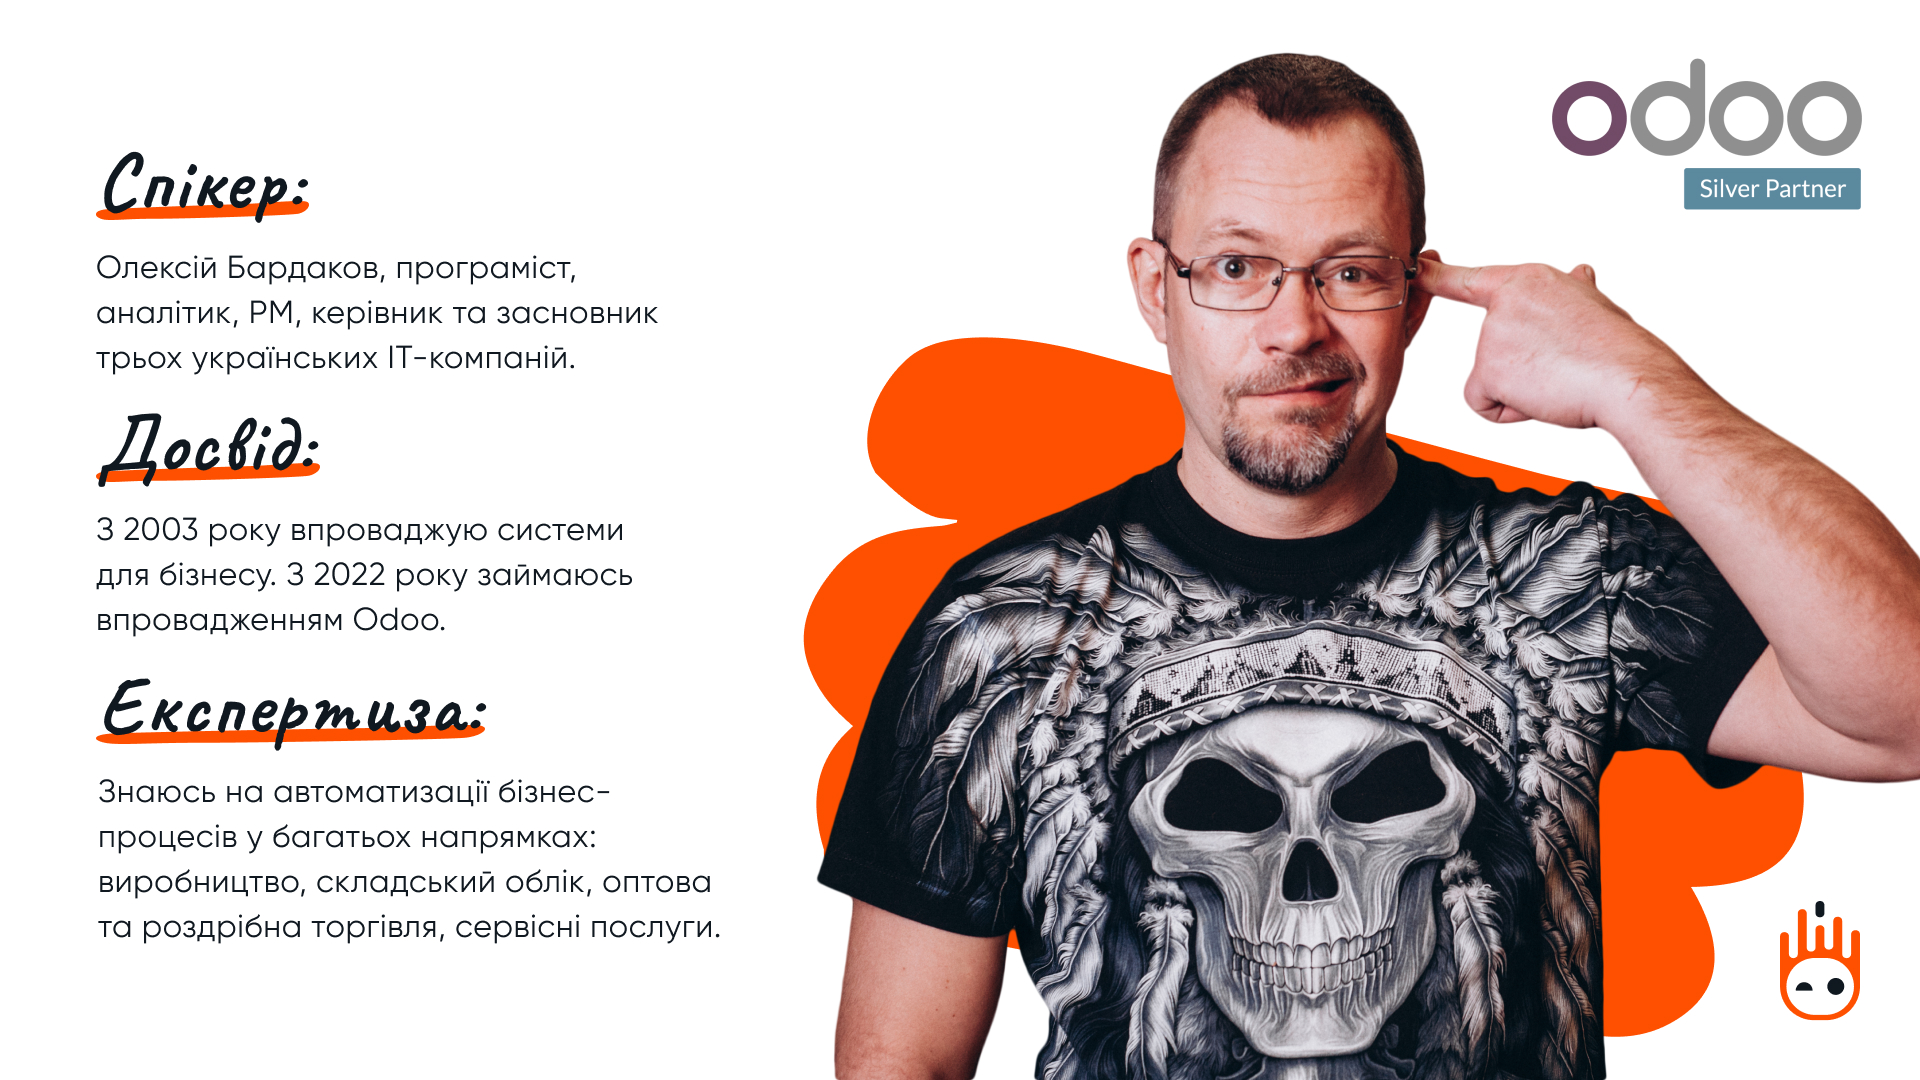 Спікер:
Олексій Бардаков, програміст,
аналітик, PM, керівник та засновник
трьох українських ІТ-компаній.
Досвід:
З 2003 року впроваджую системи
для бізнесу. З 2022 року займаюсь
впровадженням Odoo.
Експертиза:
Знаюсь на автоматизації бізнес-
процесів у багатьох напрямках:
виробництво, складський облік, оптова
та роздрібна торгівля, сервісні послуги.
odoo
Silver Partner